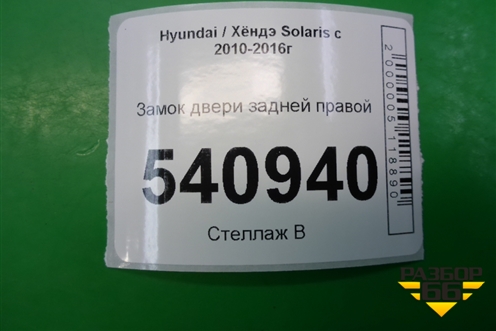 Hyundai / Хёндэ Solaris с
2010-2016г
Замок двери задней правой
540940
Стеллаж В
2000005118890
РАЗБОР
66